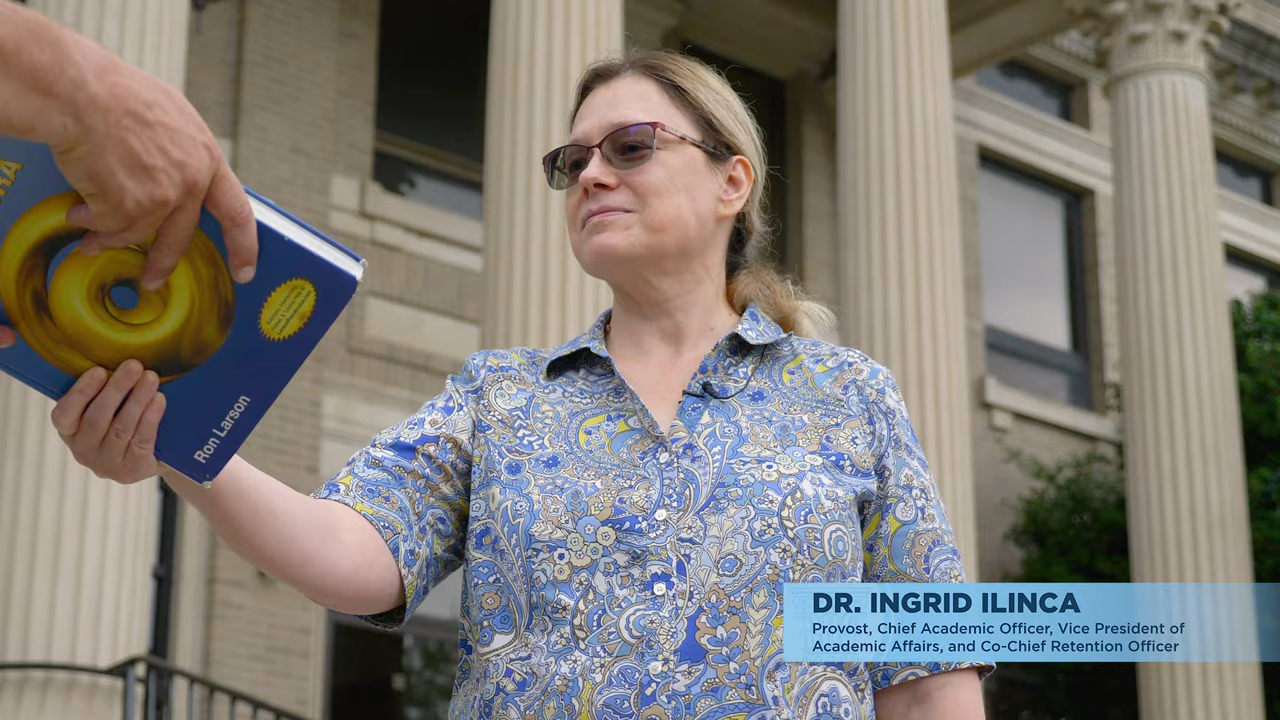 RA
Ron Larson
DR. INGRID ILINCA
Provost, Chief Academic Officer, Vice President of
Academic Affairs, and Co-Chief Retention Officer